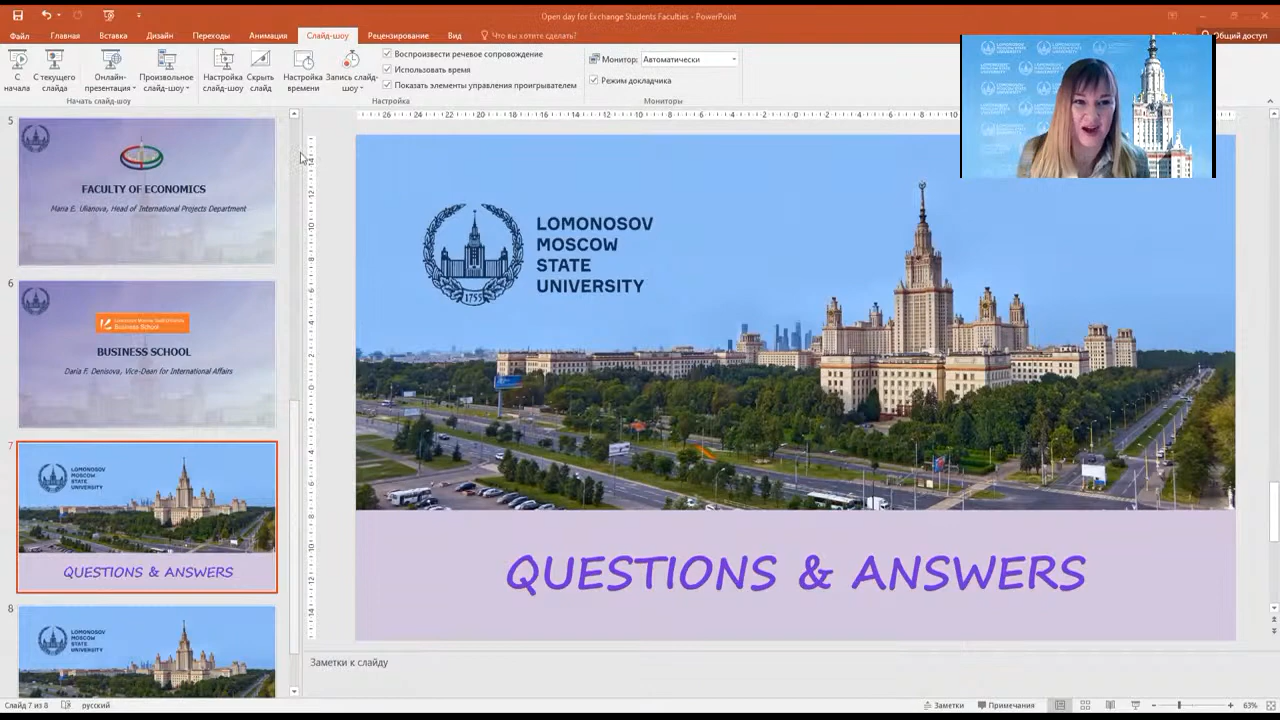 Open day for Exchange Students Faculties - PowerPoint
Файл
Главная
Вставка
Дизайн
Переходы
Анимация
Слайд-шоу
Рецензирование
Вид
Что вы хотите сделать?
Общий доступ
С начала
С текущего слайда
Онлайн-презентация
Произвольное слайд-шоу
Начать слайд-шоу
Настройка слайд-шоу
Скрыть слайд
Настройка времени
Запись слайд-шоу
Воспроизвести речевое сопровождение
Использовать время
Показать элементы управления проигрывателем
Настройка
Монитор:
Автоматически
Режим докладчика
Мониторы
5
FACULTY OF ECONOMICS
Maria E. Ulianova, Head of International Projects Department
6
Business School
BUSINESS SCHOOL
Daria F. Denisova, Vice-Dean for International Affairs
7
LOMONOSOV
MOSCOW
STATE
UNIVERSITY
QUESTIONS & ANSWERS
8
LOMONOSOV
MOSCOW
STATE
UNIVERSITY
LOMONOSOV
MOSCOW
STATE
UNIVERSITY
1755
QUESTIONS & ANSWERS
Заметки к слайду
Слайд 7 из 8
русский
Заметки
Примечания
63%